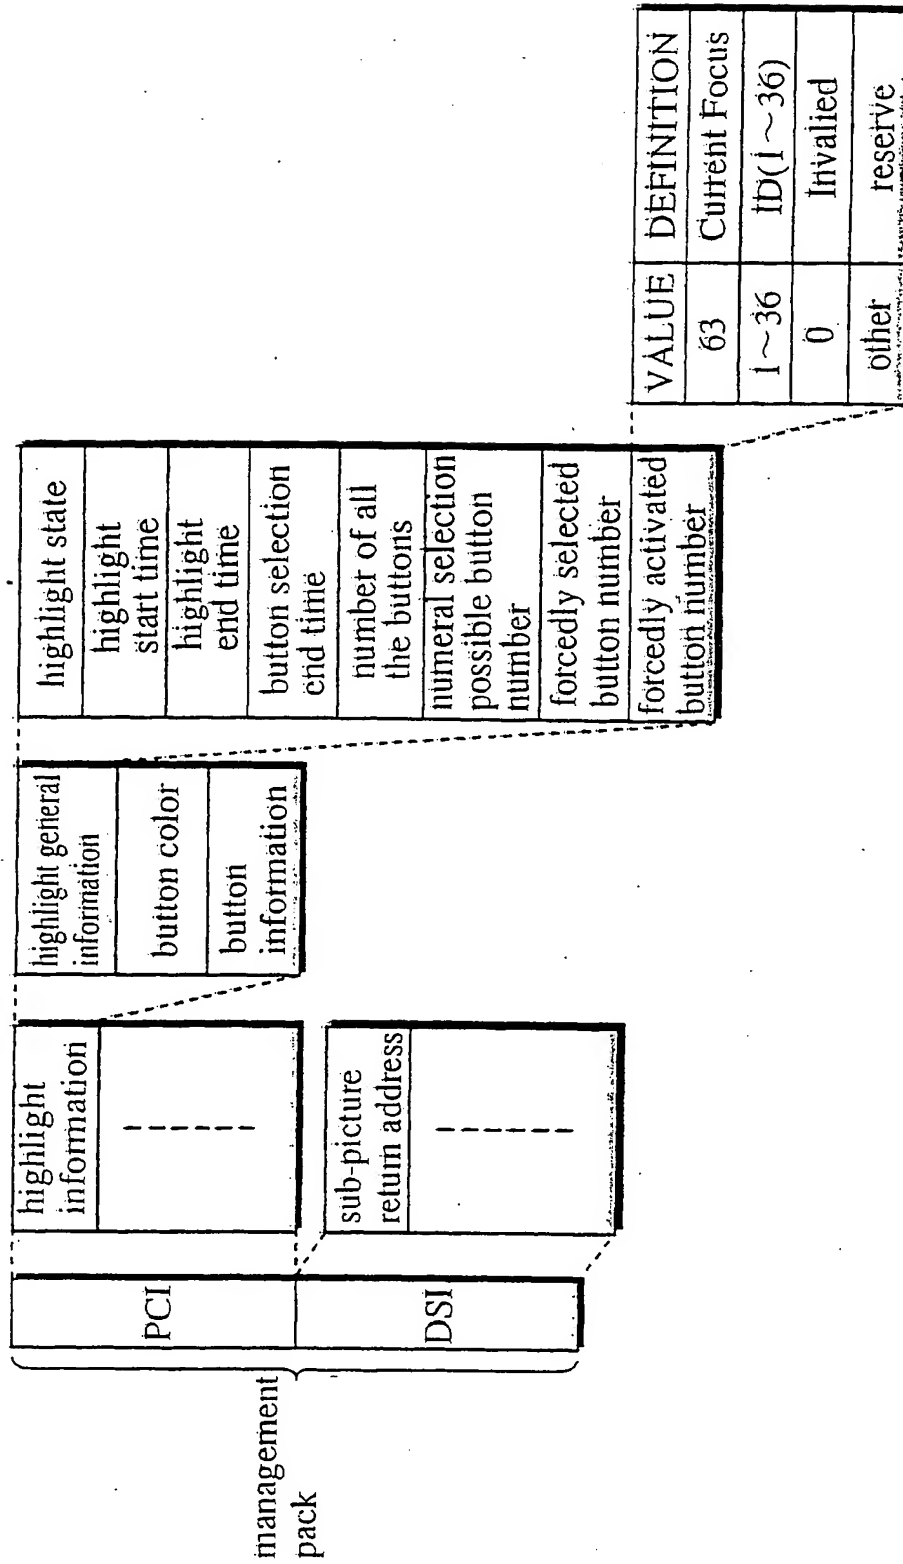 management
pack
PCI
DSI
highlight
information
sub-picture
return address
highlight general
information
button color
button
information
highlight state
highlight
start time
highlight
end time
button selection
end time
number of all
the buttons
numeral selection
possible button
number
forcedly selected
button number
forcedly activated
button number
VALUE DEFINITION
63 Current Focus
1~36 ID(1~36)
0 Invalied
other reserve